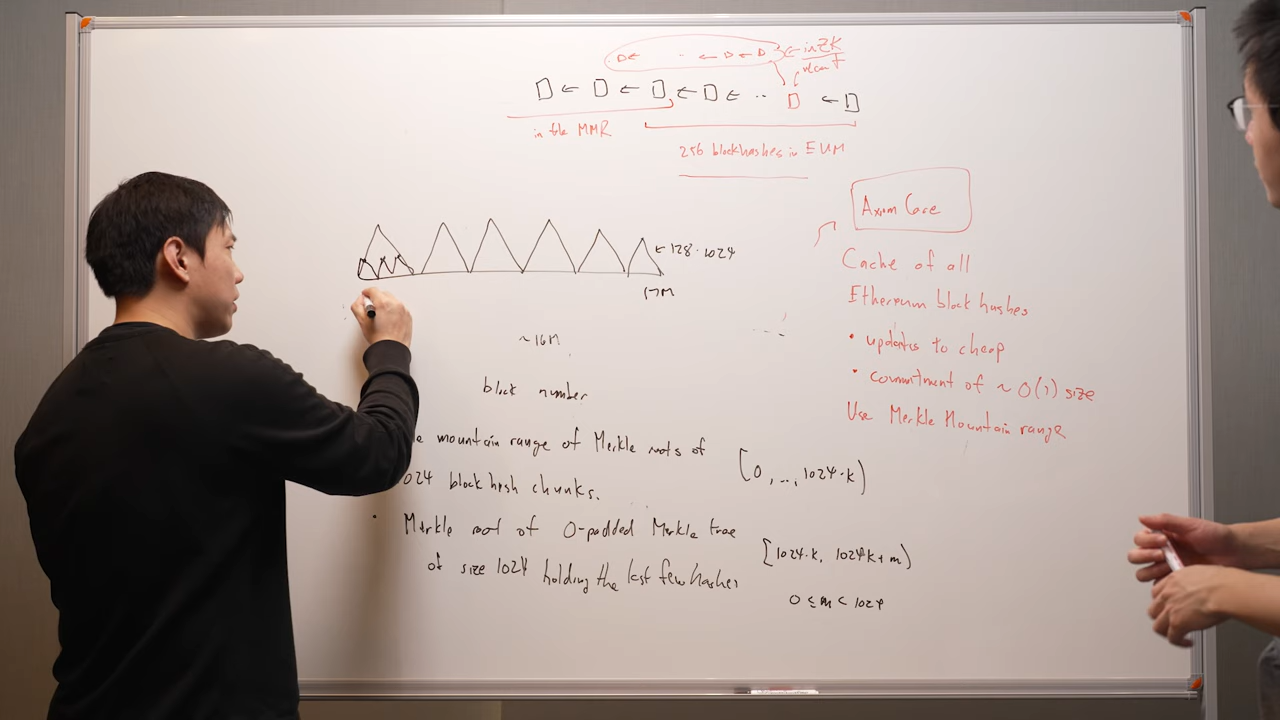 in ZK
in the MMR
256 blockhashes in EVM
Axiom Core
128·1024
17M
Cache of all
Ethereum block hashes
• updates to cheap
• commitment of ~ O(1) size
Use Merkle Mountain range
~16M
block number
mountain range of Merkle roots of
[0, ..., 1024·k)
024 blockhash chunks.
• Merkle root of 0-padded Merkle tree
of size 1024 holding the last few hashes
[1024·k, 1024k+m)
0 ≤ m < 1024